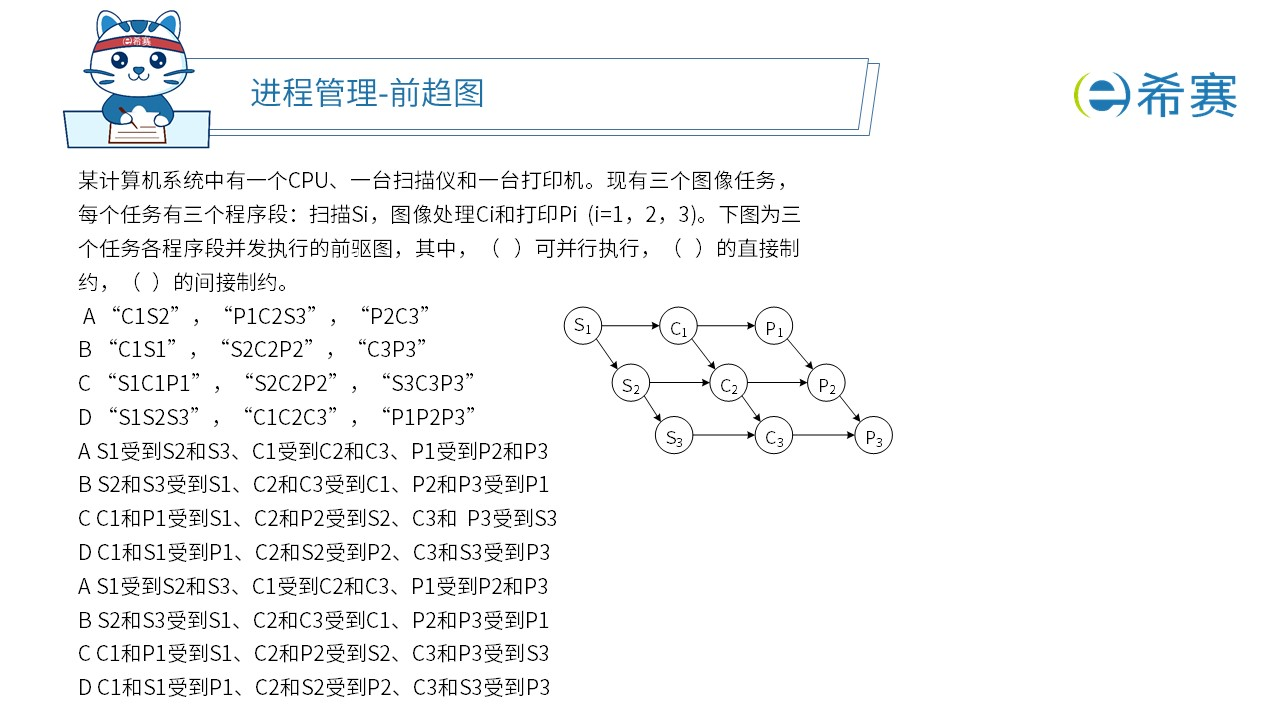 (e)希赛
进程管理-前趋图
(e)希赛
某计算机系统中有一个CPU、一台扫描仪和一台打印机。现有三个图像任务，
每个任务有三个程序段：扫描Si，图像处理Ci和打印Pi (i=1，2，3)。下图为三
个任务各程序段并发执行的前驱图，其中，（ ）可并行执行，（ ）的直接制
约，（ ）的间接制约。
A “C1S2”，“P1C2S3”，“P2C3”
B “C1S1”，“S2C2P2”，“C3P3”
C “S1C1P1”，“S2C2P2”，“S3C3P3”
D “S1S2S3”，“C1C2C3”，“P1P2P3”
A S1受到S2和S3、C1受到C2和C3、P1受到P2和P3
B S2和S3受到S1、C2和C3受到C1、P2和P3受到P1
C C1和P1受到S1、C2和P2受到S2、C3和 P3受到S3
D C1和S1受到P1、C2和S2受到P2、C3和S3受到P3
A S1受到S2和S3、C1受到C2和C3、P1受到P2和P3
B S2和S3受到S1、C2和C3受到C1、P2和P3受到P1
C C1和P1受到S1、C2和P2受到S2、C3和P3受到S3
D C1和S1受到P1、C2和S2受到P2、C3和S3受到P3
S1 C1 P1
S2 C2 P2
S3 C3 P3